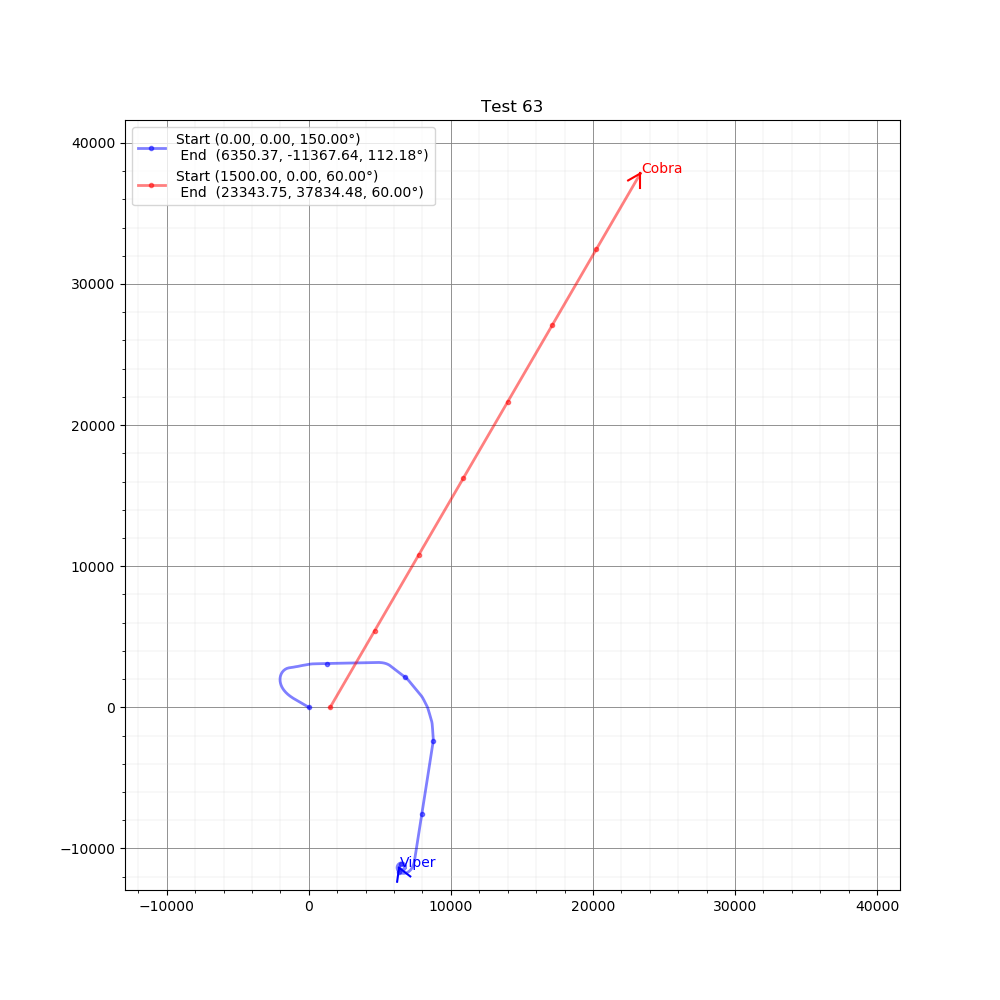 Test 63
Start (0.00, 0.00, 150.00°)
End (6350.37, -11367.64, 112.18°)
Start (1500.00, 0.00, 60.00°)
End (23343.75, 37834.48, 60.00°)
40000
30000
20000
10000
0
−10000
Cobra
Viper
−10000
0
10000
20000
30000
40000